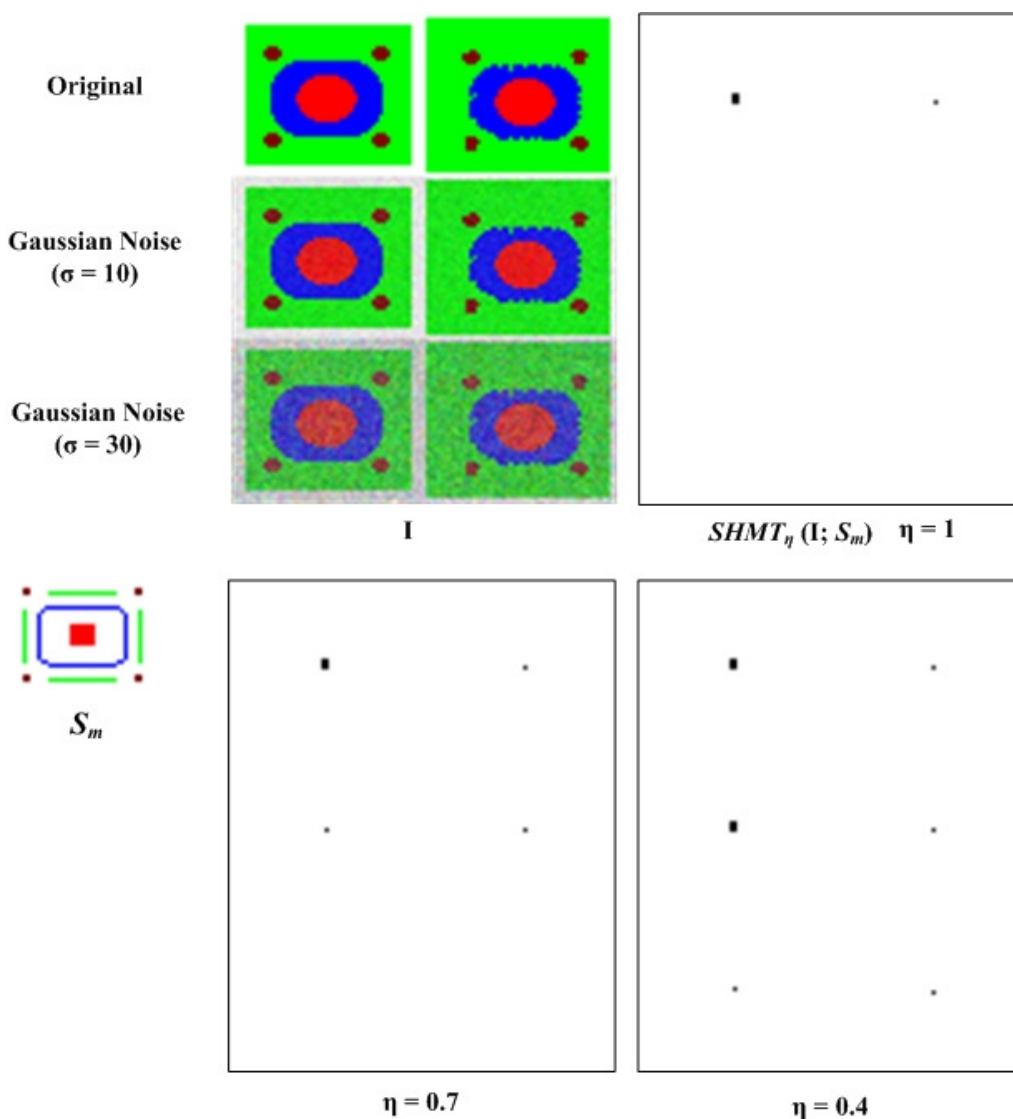 Original
Gaussian Noise
(σ = 10)
Gaussian Noise
(σ = 30)
I
SHMTη (I; Sm) η = 1
Sm
η = 0.7
η = 0.4